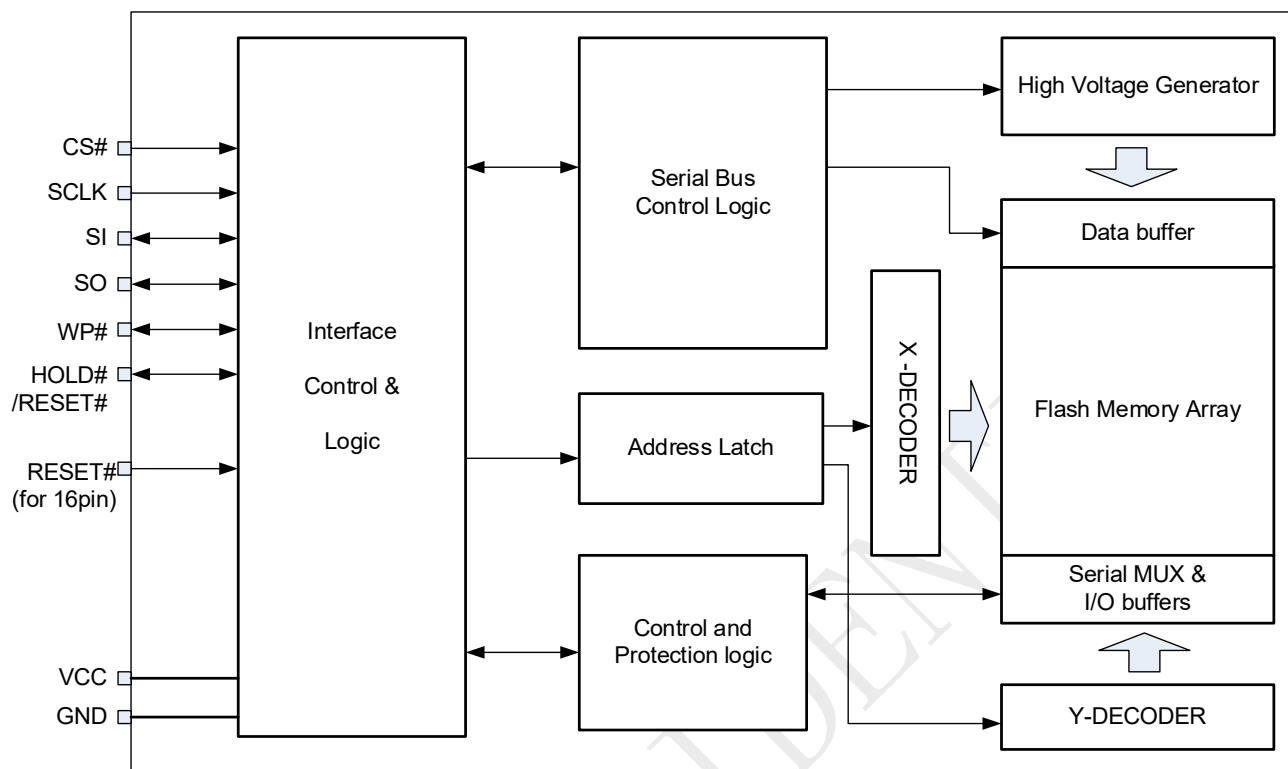 CS#
SCLK
SI
SO
WP#
HOLD#
/RESET#
RESET#
(for 16pin)
VCC
GND
Interface
Control &
Logic
Serial Bus
Control Logic
Address Latch
Control and
Protection logic
X -DECODER
High Voltage Generator
Data buffer
Flash Memory Array
Serial MUX &
I/O buffers
Y-DECODER